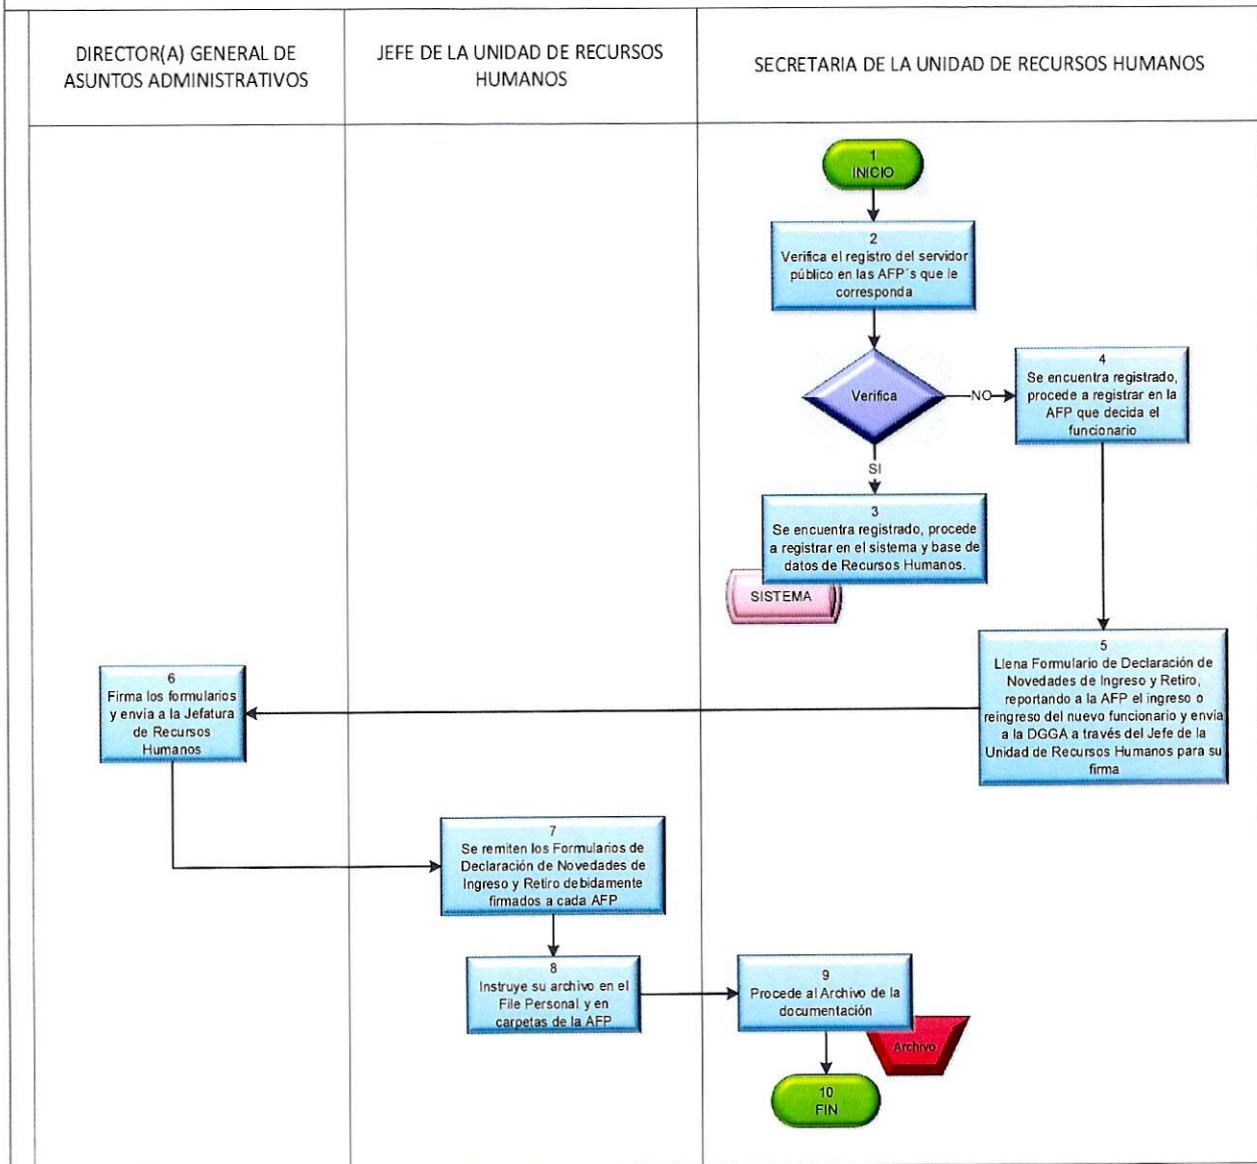 DIRECTOR(A) GENERAL DE
ASUNTOS ADMINISTRATIVOS
JEFE DE LA UNIDAD DE RECURSOS
HUMANOS
SECRETARIA DE LA UNIDAD DE RECURSOS HUMANOS
1
INICIO
2
Verifica el registro del servidor
público en las AFP´s que le
corresponda
Verifica
NO
4
Se encuentra registrado,
procede a registrar en la
AFP que decida el
funcionario
SI
3
Se encuentra registrado, procede
a registrar en el sistema y base de
datos de Recursos Humanos.
SISTEMA
5
Llena Formulario de Declaración de
Novedades de Ingreso y Retiro,
reportando a la AFP el ingreso o
reingreso del nuevo funcionario y envía
a la DGGA a través del Jefe de la
Unidad de Recursos Humanos para su
firma
6
Firma los formularios
y envia a la Jefatura
de Recursos
Humanos
7
Se remiten los Formularios de
Declaración de Novedades de
Ingreso y Retiro debidamente
firmados a cada AFP
8
Instruye su archivo en el
File Personal y en
carpetas de la AFP
9
Procede al Archivo de la
documentación
Archivo
10
FIN